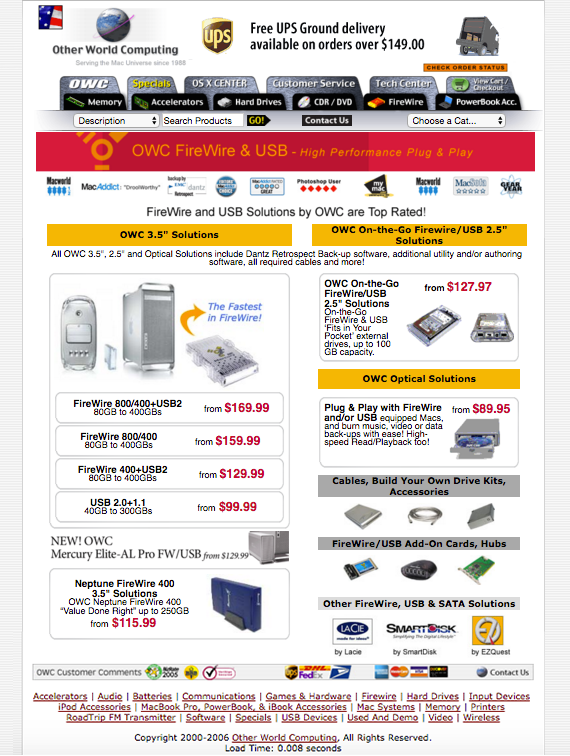 Free UPS Ground delivery
available on orders over $149.00
ups
Other World Computing
Serving the Mac Universe since 1988
CHECK ORDER STATUS
OWC Specials OS X CENTER Customer Service Tech Center View Cart / Checkout
Memory Accelerators Hard Drives CDR / DVD FireWire PowerBook Acc.
Description Search Products GO! Contact Us Choose a Cat...
OWC FireWire & USB - High Performance Plug & Play
Macworld MacAddict "DroolWorthy" backup by EMC dantz Retrospect GREAT Photoshop User my mac Macworld MacData GEAR YEAR
FireWire and USB Solutions by OWC are Top Rated!
OWC 3.5" Solutions
OWC On-the-Go Firewire/USB 2.5"
Solutions
All OWC 3.5", 2.5" and Optical Solutions include Dantz Retrospect Back-up software, additional utility and/or authoring
software, all required cables and more!
The Fastest
in FireWire!
FireWire 800/400+USB2
80GB to 400GBs
from $169.99
FireWire 800/400
80GB to 400GBs
from $159.99
FireWire 400+USB2
80GB to 400GBs
from $129.99
USB 2.0+1.1
40GB to 300GBs
from $99.99
NEW! OWC
Mercury Elite-AL Pro FW/USB from $129.99
Neptune FireWire 400
3.5" Solutions
OWC Neptune FireWire 400
"Value Done Right" up to 250GB
from $115.99
OWC On-the-Go
FireWire/USB
2.5" Solutions
On-the-Go
FireWire & USB
'Fits in Your
Pocket' external
drives, up to 100
GB capacity.
from $127.97
OWC Optical Solutions
Plug & Play with FireWire
and/or USB equipped Macs,
and burn music, video or data
back-ups with ease! High-
speed Read/Playback too!
from $89.95
Cables, Build Your Own Drive Kits,
Accessories
FireWire/USB Add-On Cards, Hubs
Other FireWire, USB & SATA Solutions
LACIE
made for ideas
SMARTDISK
Simplifying The Digital Lifestyle
EZ
by Lacie by SmartDisk by EZQuest
OWC Customer Comments BizRate 2005 FedEx DHL Contact Us
Accelerators | Audio | Batteries | Communications | Games & Hardware | Firewire | Hard Drives | Input Devices
iPod Accessories | MacBook Pro, PowerBook, & iBook Accessories | Mac Systems | Memory | Printers
RoadTrip FM Transmitter | Software | Specials | USB Devices | Used And Demo | Video | Wireless
Copyright 2000-2006 Other World Computing, All Rights Reserved.
Load Time: 0.008 seconds